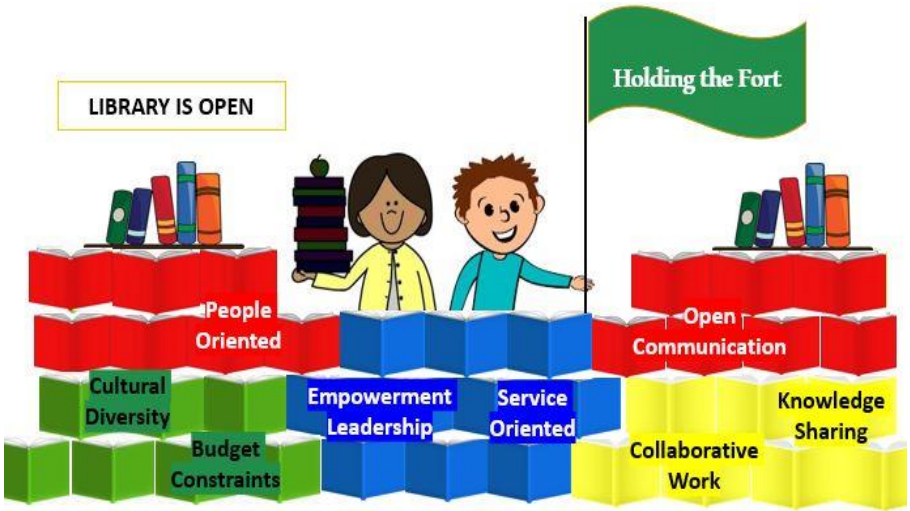 Holding the Fort
LIBRARY IS OPEN
People
Oriented
Open
Communication
Cultural
Diversity
Empowerment
Leadership
Service
Oriented
Knowledge
Sharing
Budget
Constraints
Collaborative
Work